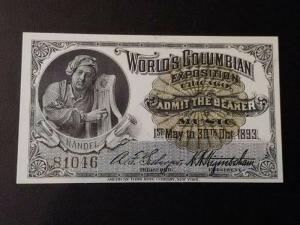 WORLD'S COLUMBIAN
EXPOSITION
CHICAGO
ADMIT THE BEARER
MUSIC
1ST May to 30TH Oct. 1893.
HANDEL
81046
PRESIDENT
AMERICAN BANK NOTE COMPANY, NEW YORK.